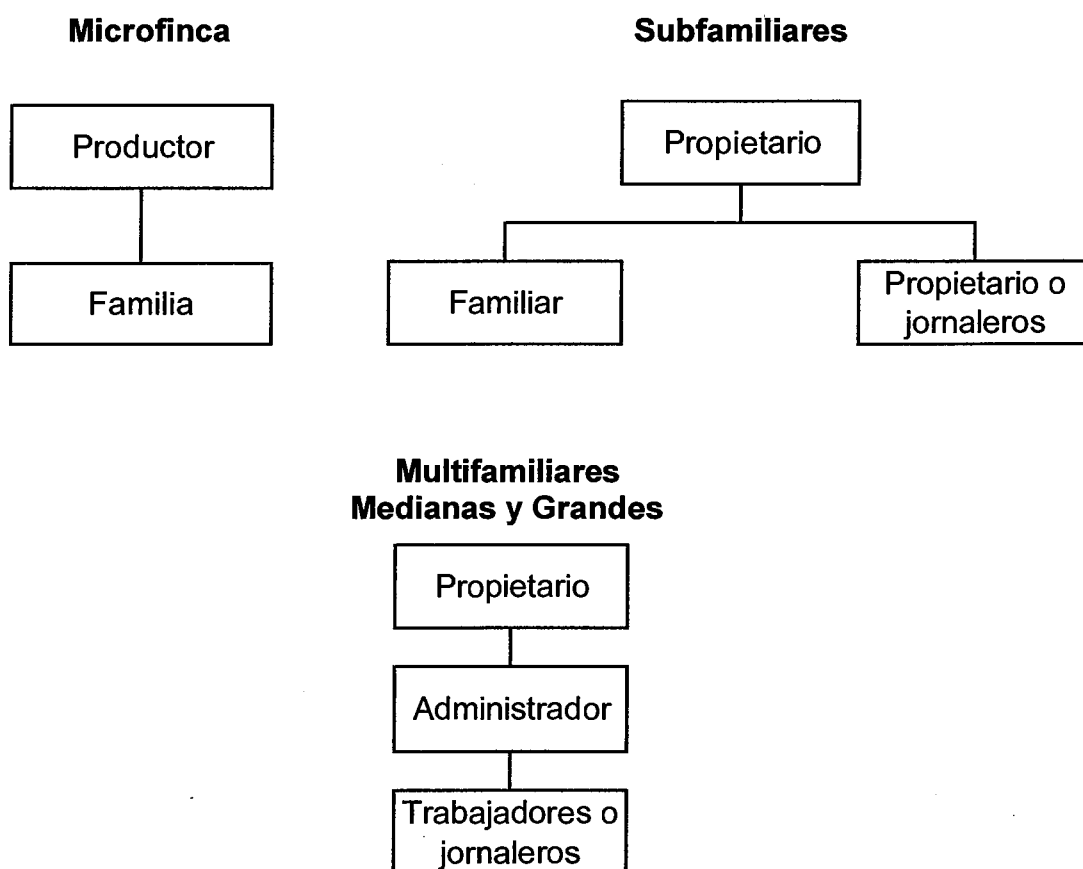 Microfinca
Productor
Familia
Subfamiliares
Propietario
Familiar
Propietario o
jornaleros
Multifamiliares
Medianas y Grandes
Propietario
Administrador
Trabajadores o
jornaleros